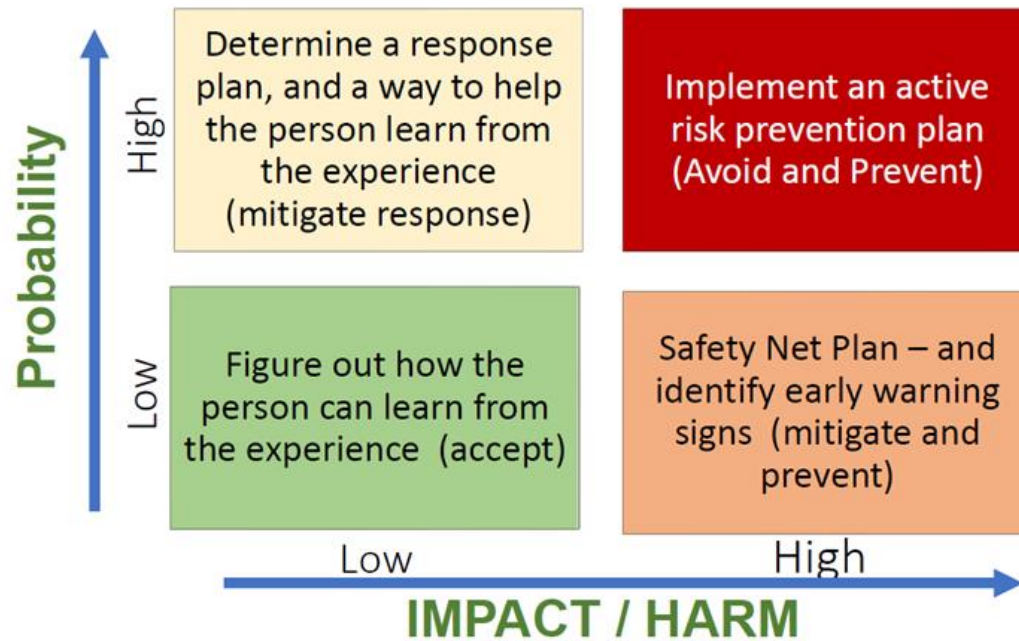 Probability
High
Low
Determine a response
plan, and a way to help
the person learn from
the experience
(mitigate response)
Implement an active
risk prevention plan
(Avoid and Prevent)
Figure out how the
person can learn from
the experience (accept)
Safety Net Plan – and
identify early warning
signs (mitigate and
prevent)
Low
High
IMPACT / HARM